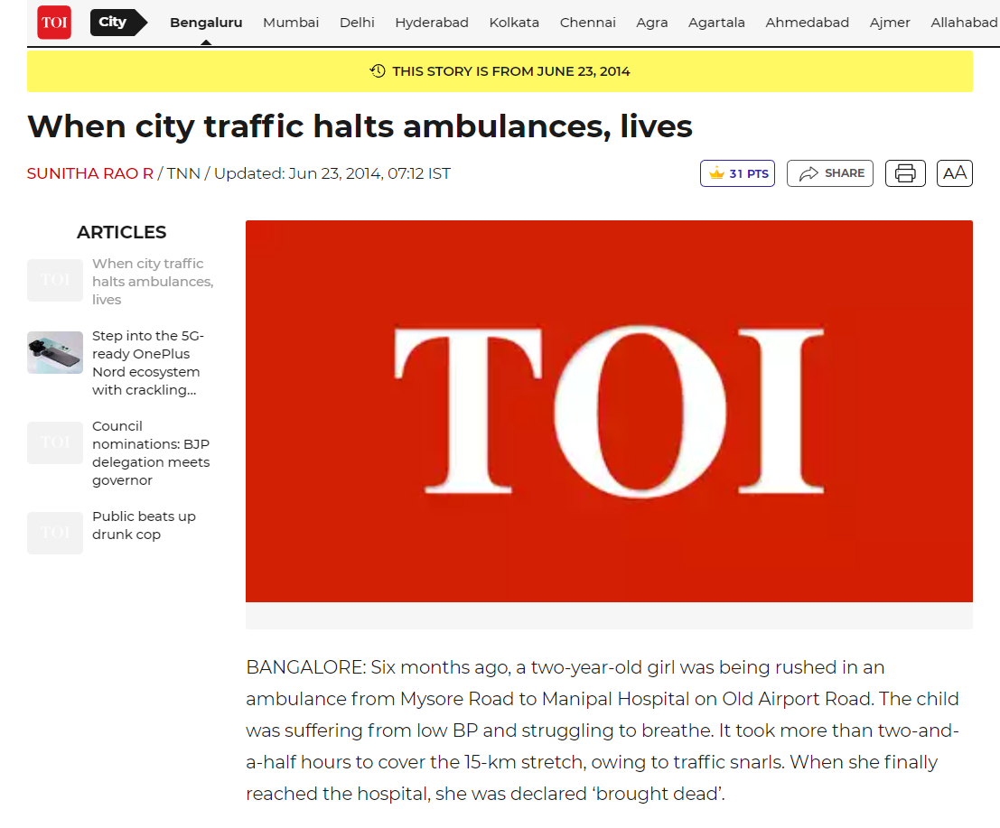 TOI City Bengaluru Mumbai Delhi Hyderabad Kolkata Chennai Agra Agartala Ahmedabad Ajmer Allahabad
THIS STORY IS FROM JUNE 23, 2014
When city traffic halts ambulances, lives
SUNITHA RAO R / TNN / Updated: Jun 23, 2014, 07:12 IST
31 PTS
SHARE
AA
ARTICLES
TOI
When city traffic
halts ambulances,
lives
Step into the 5G-
ready OnePlus
Nord ecosystem
with crackling...
TOI
Council
nominations: BJP
delegation meets
governor
TOI
Public beats up
drunk cop
TOI
BANGALORE: Six months ago, a two-year-old girl was being rushed in an
ambulance from Mysore Road to Manipal Hospital on Old Airport Road. The child
was suffering from low BP and struggling to breathe. It took more than two-and-
a-half hours to cover the 15-km stretch, owing to traffic snarls. When she finally
reached the hospital, she was declared ‘brought dead’.